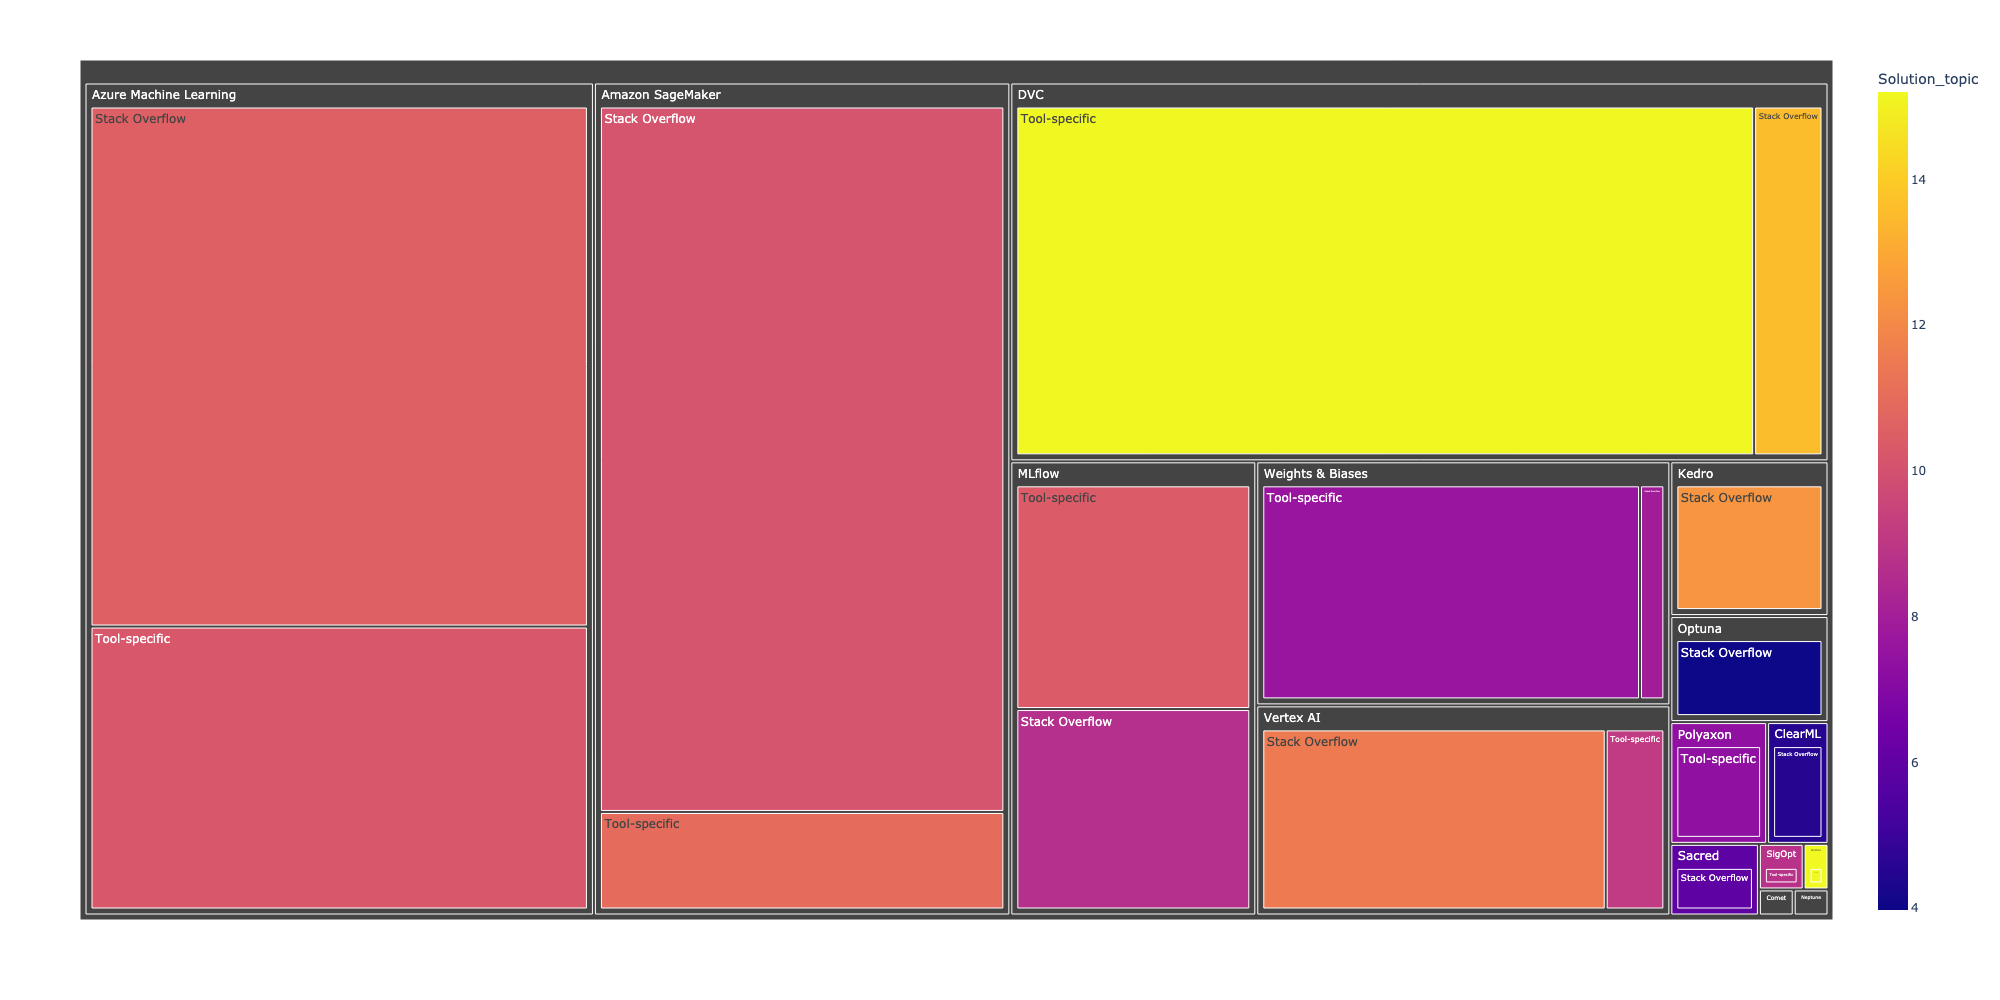 Azure Machine Learning
Stack Overflow
Tool-specific
Amazon SageMaker
Stack Overflow
Tool-specific
DVC
Tool-specific
Stack Overflow
MLflow
Tool-specific
Stack Overflow
Weights & Biases
Tool-specific
Vertex AI
Stack Overflow
Tool-specific
Kedro
Stack Overflow
Optuna
Stack Overflow
Polyaxon
Tool-specific
ClearML
Stack Overflow
Sacred
Stack Overflow
SigOpt
Tool-specific
Comet
Neptune
Solution_topic
14
12
10
8
6
4